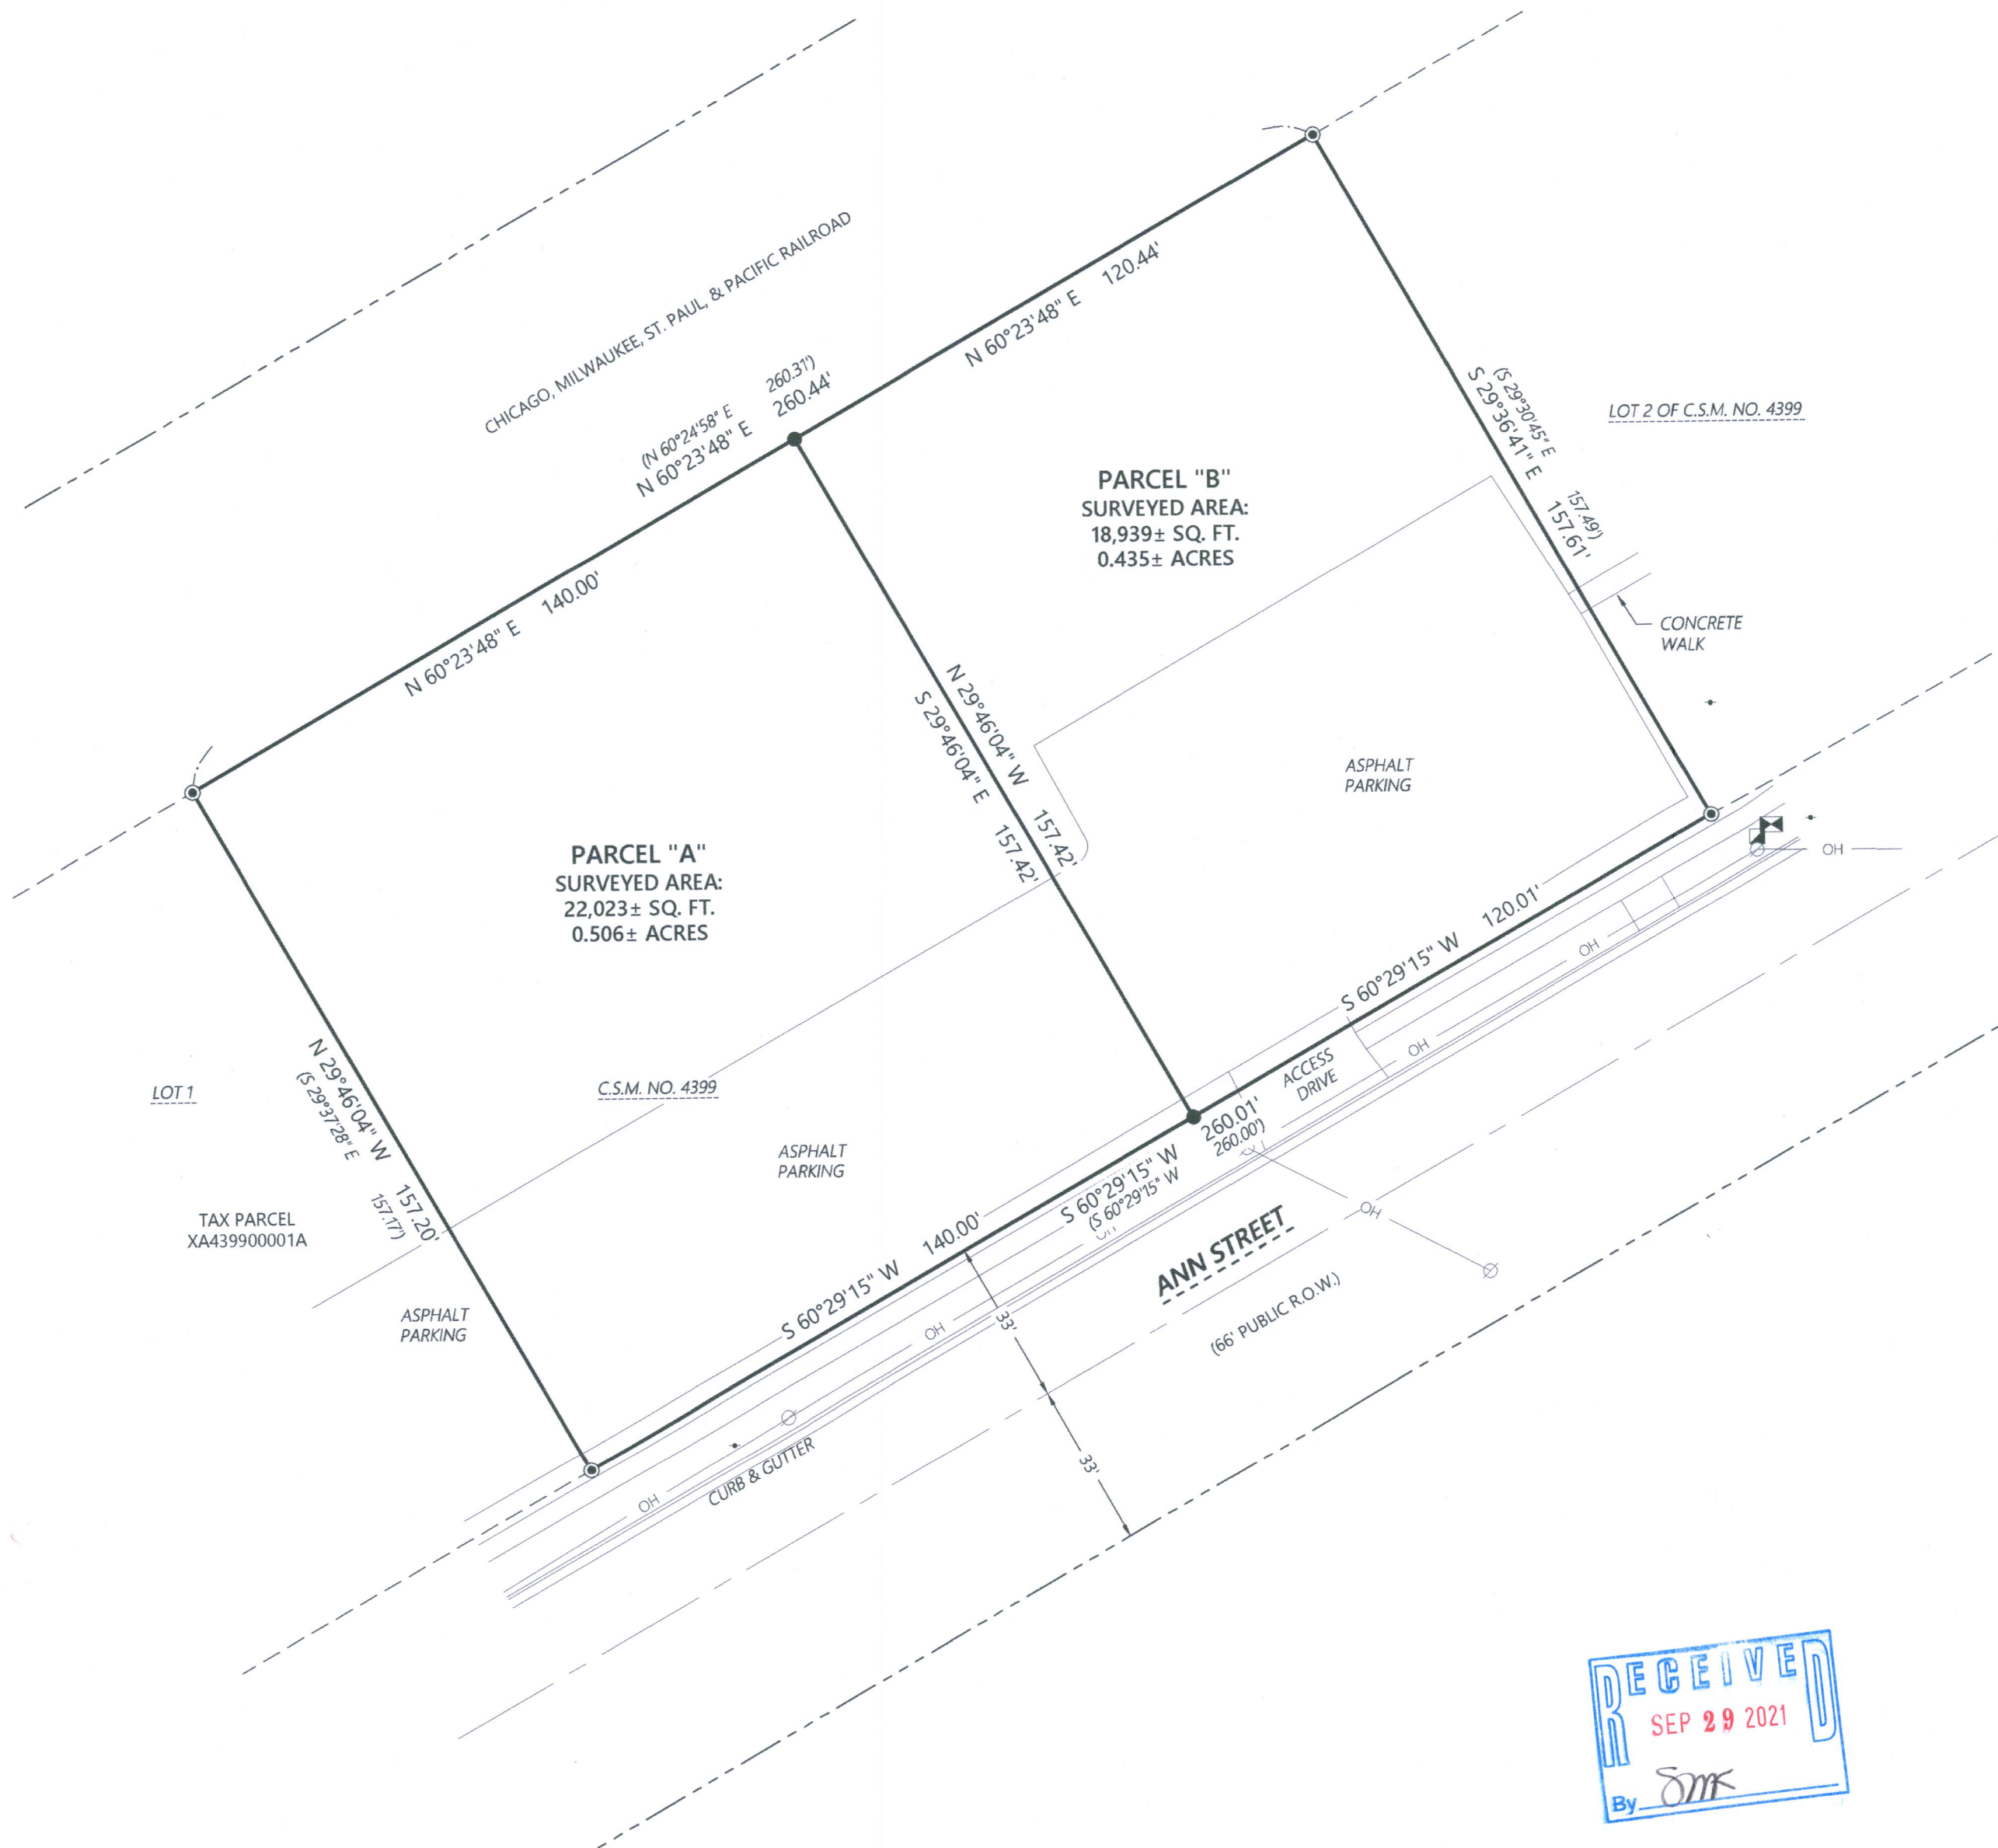 CHICAGO, MILWAUKEE, ST. PAUL, & PACIFIC RAILROAD
(N 60°24'58" E 260.31')
N 60°23'48" E 260.44'
N 60°23'48" E 120.44'
N 60°23'48" E 140.00'
(S 29°30'45" E 157.49')
S 29°36'41" E 157.61'
LOT 2 OF C.S.M. NO. 4399
PARCEL "B"
SURVEYED AREA:
18,939± SQ. FT.
0.435± ACRES
CONCRETE
WALK
N 29°46'04" W 157.42'
S 29°46'04" E 157.42'
ASPHALT
PARKING
PARCEL "A"
SURVEYED AREA:
22,023± SQ. FT.
0.506± ACRES
OH
S 60°29'15" W 120.01'
OH
OH
ACCESS
DRIVE
LOT 1
N 29°46'04" W 157.20'
(S 29°37'28" E 157.17')
C.S.M. NO. 4399
ASPHALT
PARKING
S 60°29'15" W 260.01'
(S 60°29'15" W 260.00')
TAX PARCEL
XA439900001A
S 60°29'15" W 140.00'
OH
ANN STREET
(66' PUBLIC R.O.W.)
ASPHALT
PARKING
OH
33'
33'
OH
CURB & GUTTER
RECEIVED
SEP 29 2021
By SMK